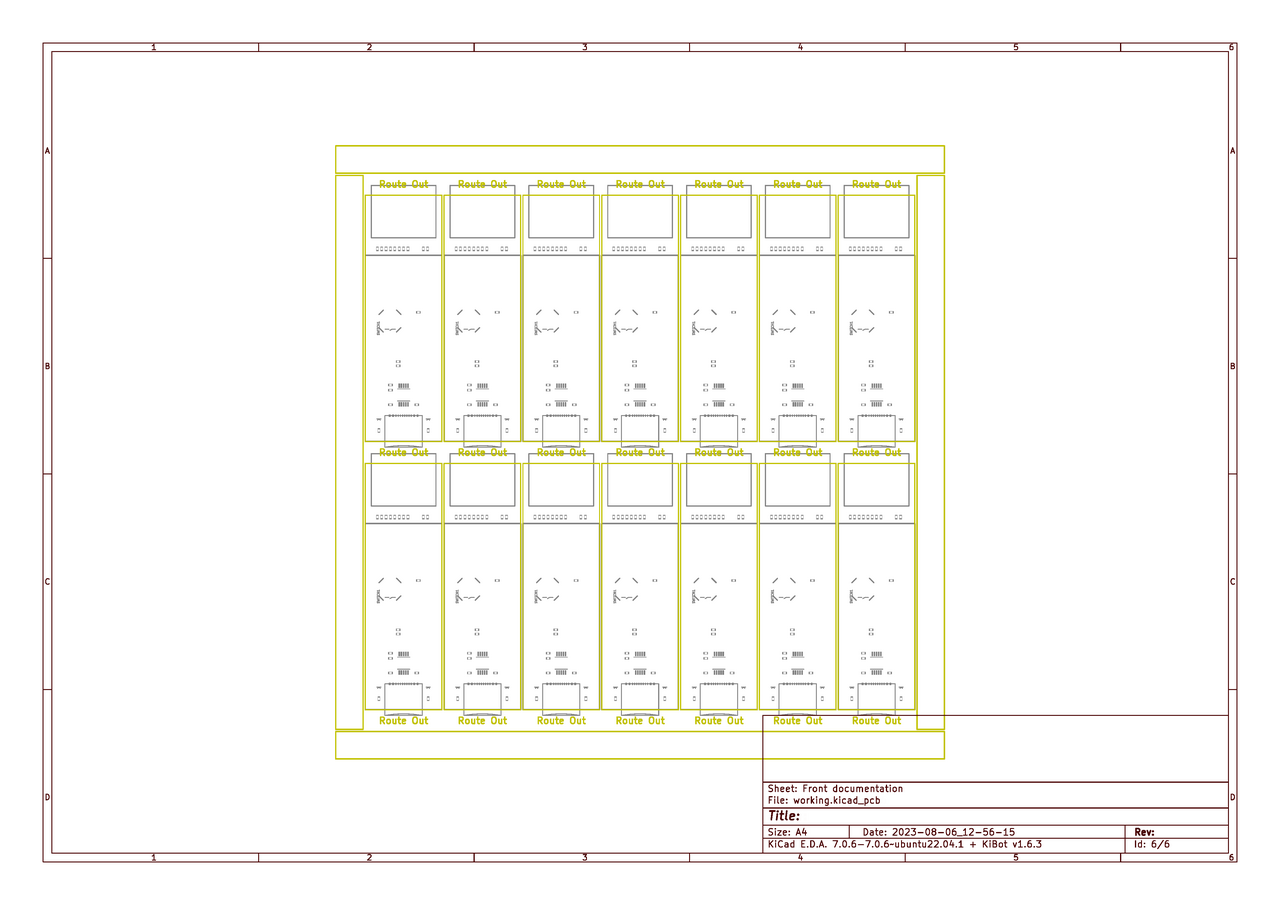 1 2 3 4 5 6
A A
Route Out Route Out Route Out Route Out Route Out Route Out Route Out
B B
Route Out Route Out Route Out Route Out Route Out Route Out Route Out
C C
Route Out Route Out Route Out Route Out Route Out Route Out Route Out
D D
Sheet: Front documentation
File: working.kicad_pcb
Title:
Size: A4 Date: 2023-08-06_12-56-15 Rev:
KiCad E.D.A. 7.0.6-7.0.6~ubuntu22.04.1 + KiBot v1.6.3 Id: 6/6
1 2 3 4 5 6